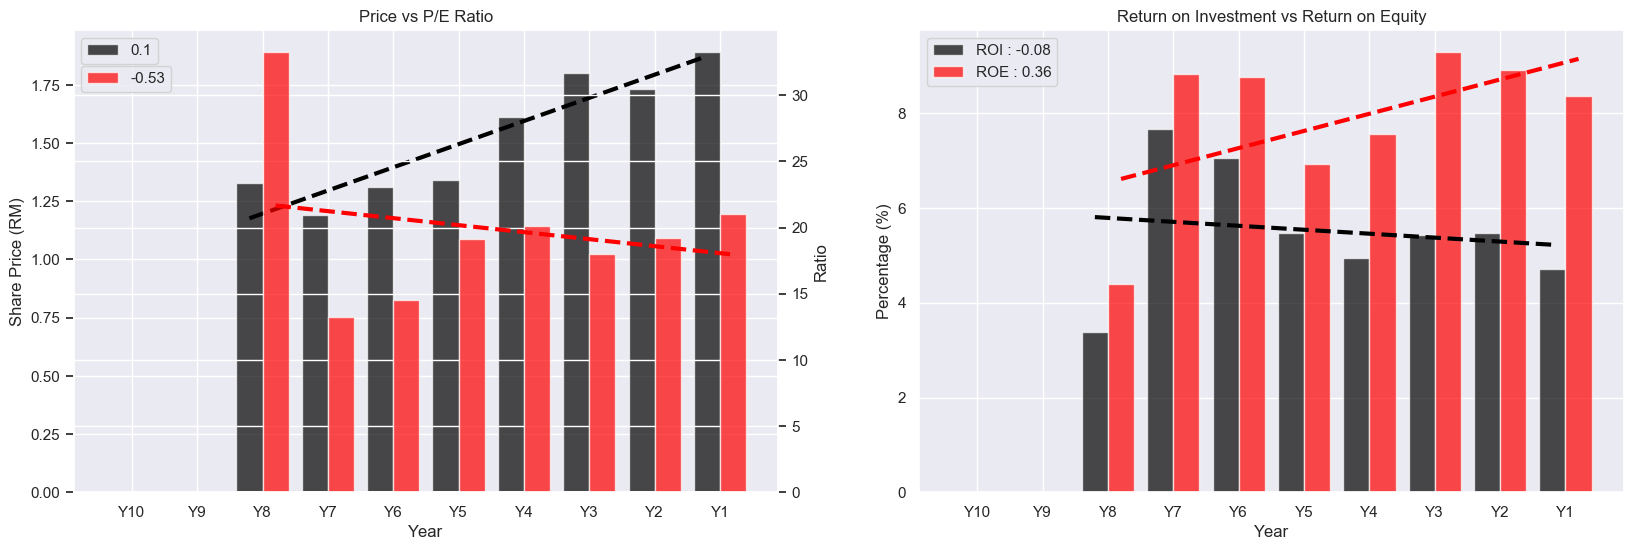 Price vs P/E Ratio
0.1
-0.53
Share Price (RM)
1.75
1.50
1.25
1.00
0.75
0.50
0.25
0.00
30
25
20
15
10
5
0
Ratio
Y10 Y9 Y8 Y7 Y6 Y5 Y4 Y3 Y2 Y1
Year
Return on Investment vs Return on Equity
ROI : -0.08
ROE : 0.36
Percentage (%)
8
6
4
2
0
Y10 Y9 Y8 Y7 Y6 Y5 Y4 Y3 Y2 Y1
Year